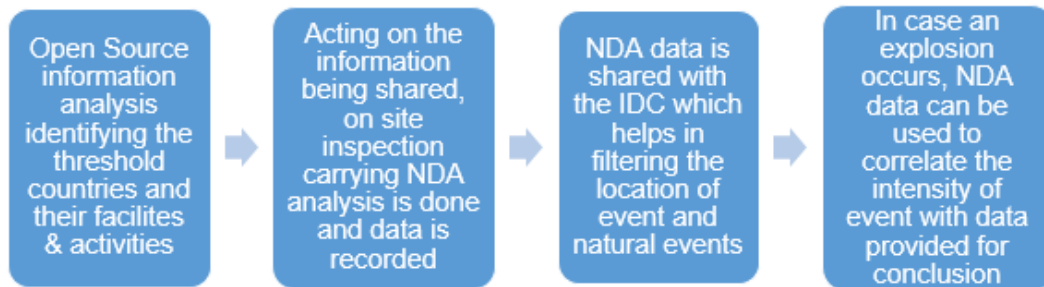 Open Source
information
analysis
identifying the
threshold
countries and
their facilites
& activities
Acting on the
information
being shared,
on site
inspection
carrying NDA
analysis is done
and data is
recorded
NDA data is
shared with
the IDC which
helps in
filtering the
location of
event and
natural events
In case an
explosion
occurs, NDA
data can be
used to
correlate the
intensity of
event with data
provided for
conclusion